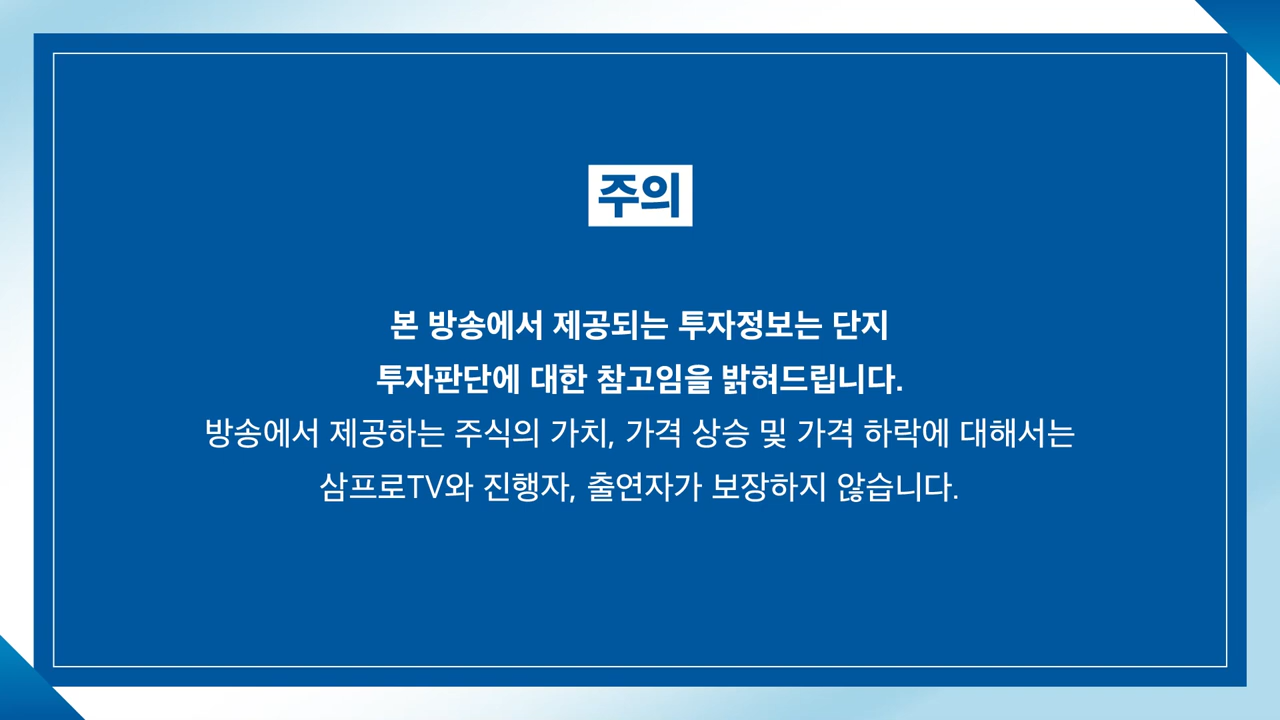 주의
본 방송에서 제공되는 투자정보는 단지
투자판단에 대한 참고임을 밝혀드립니다.
방송에서 제공하는 주식의 가치, 가격 상승 및 가격 하락에 대해서는
삼프로TV와 진행자, 출연자가 보장하지 않습니다.